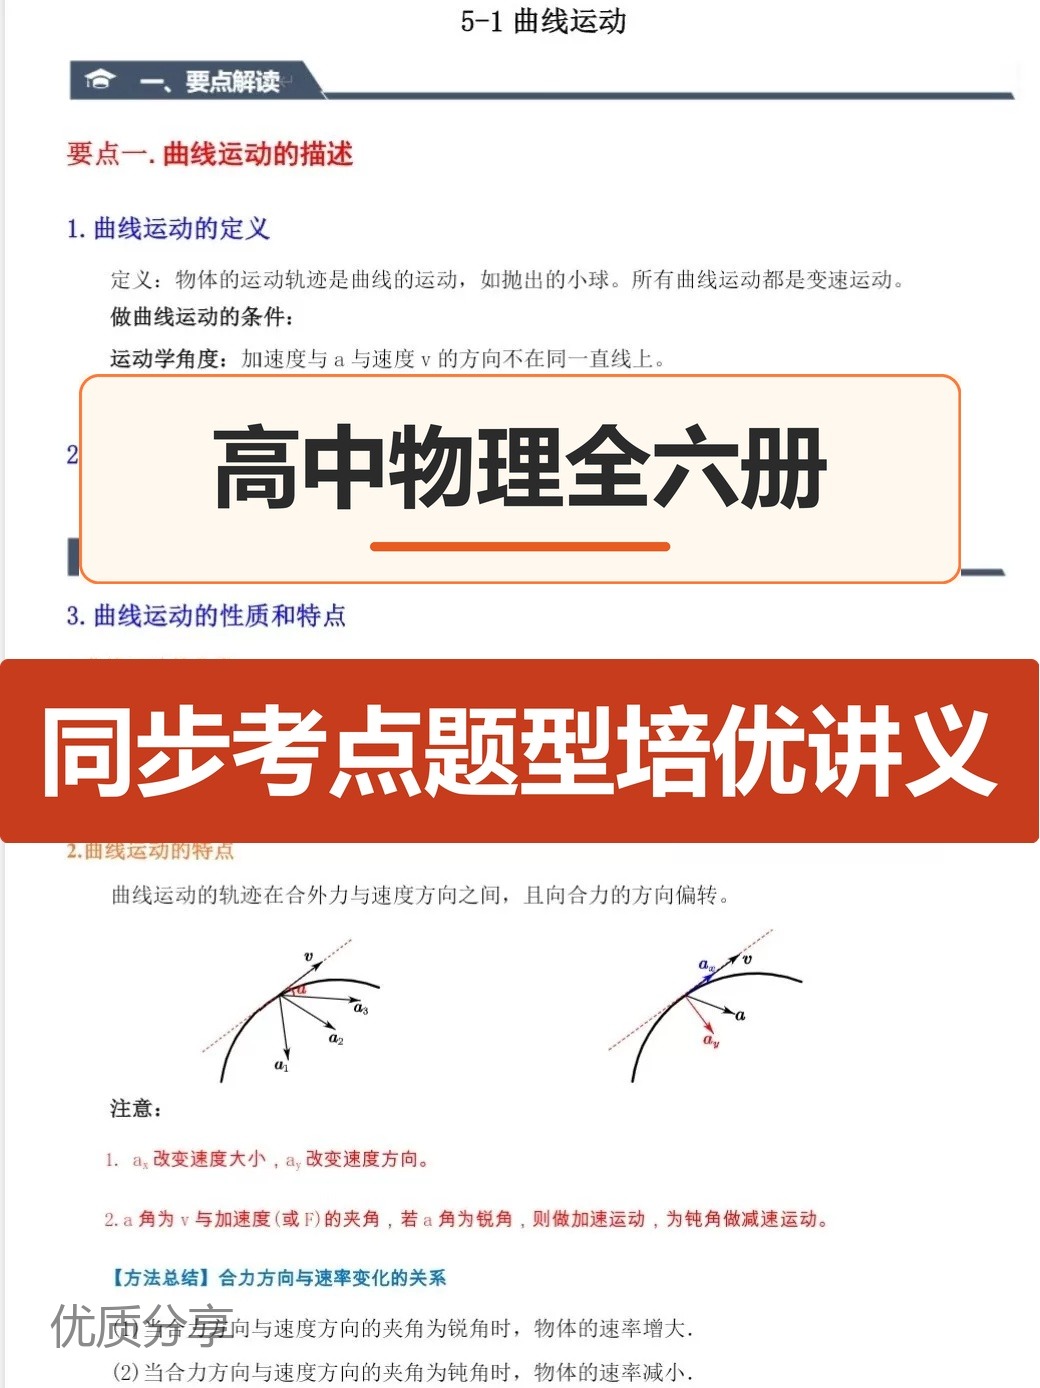 5-1 曲线运动
一、要点解读
要点一.曲线运动的描述
1.曲线运动的定义
定义：物体的运动轨迹是曲线的运动，如抛出的小球。所有曲线运动都是变速运动。
做曲线运动的条件：
运动学角度：加速度与 a 与速度 v 的方向不在同一直线上。
高中物理全六册
2
3.曲线运动的性质和特点
同步考点题型培优讲义
2.曲线运动的特点
曲线运动的轨迹在合外力与速度方向之间，且向合力的方向偏转。
v
a
a3
a2
a1
ax
v
a
ay
注意：
1. ax改变速度大小，ay改变速度方向。
2.a 角为 v 与加速度(或 F)的夹角，若 a 角为锐角，则做加速运动，为钝角做减速运动。
【方法总结】合力方向与速率变化的关系
优质分享
(1)当合力方向与速度方向的夹角为锐角时，物体的速率增大.
(2)当合力方向与速度方向的夹角为钝角时，物体的速率减小.